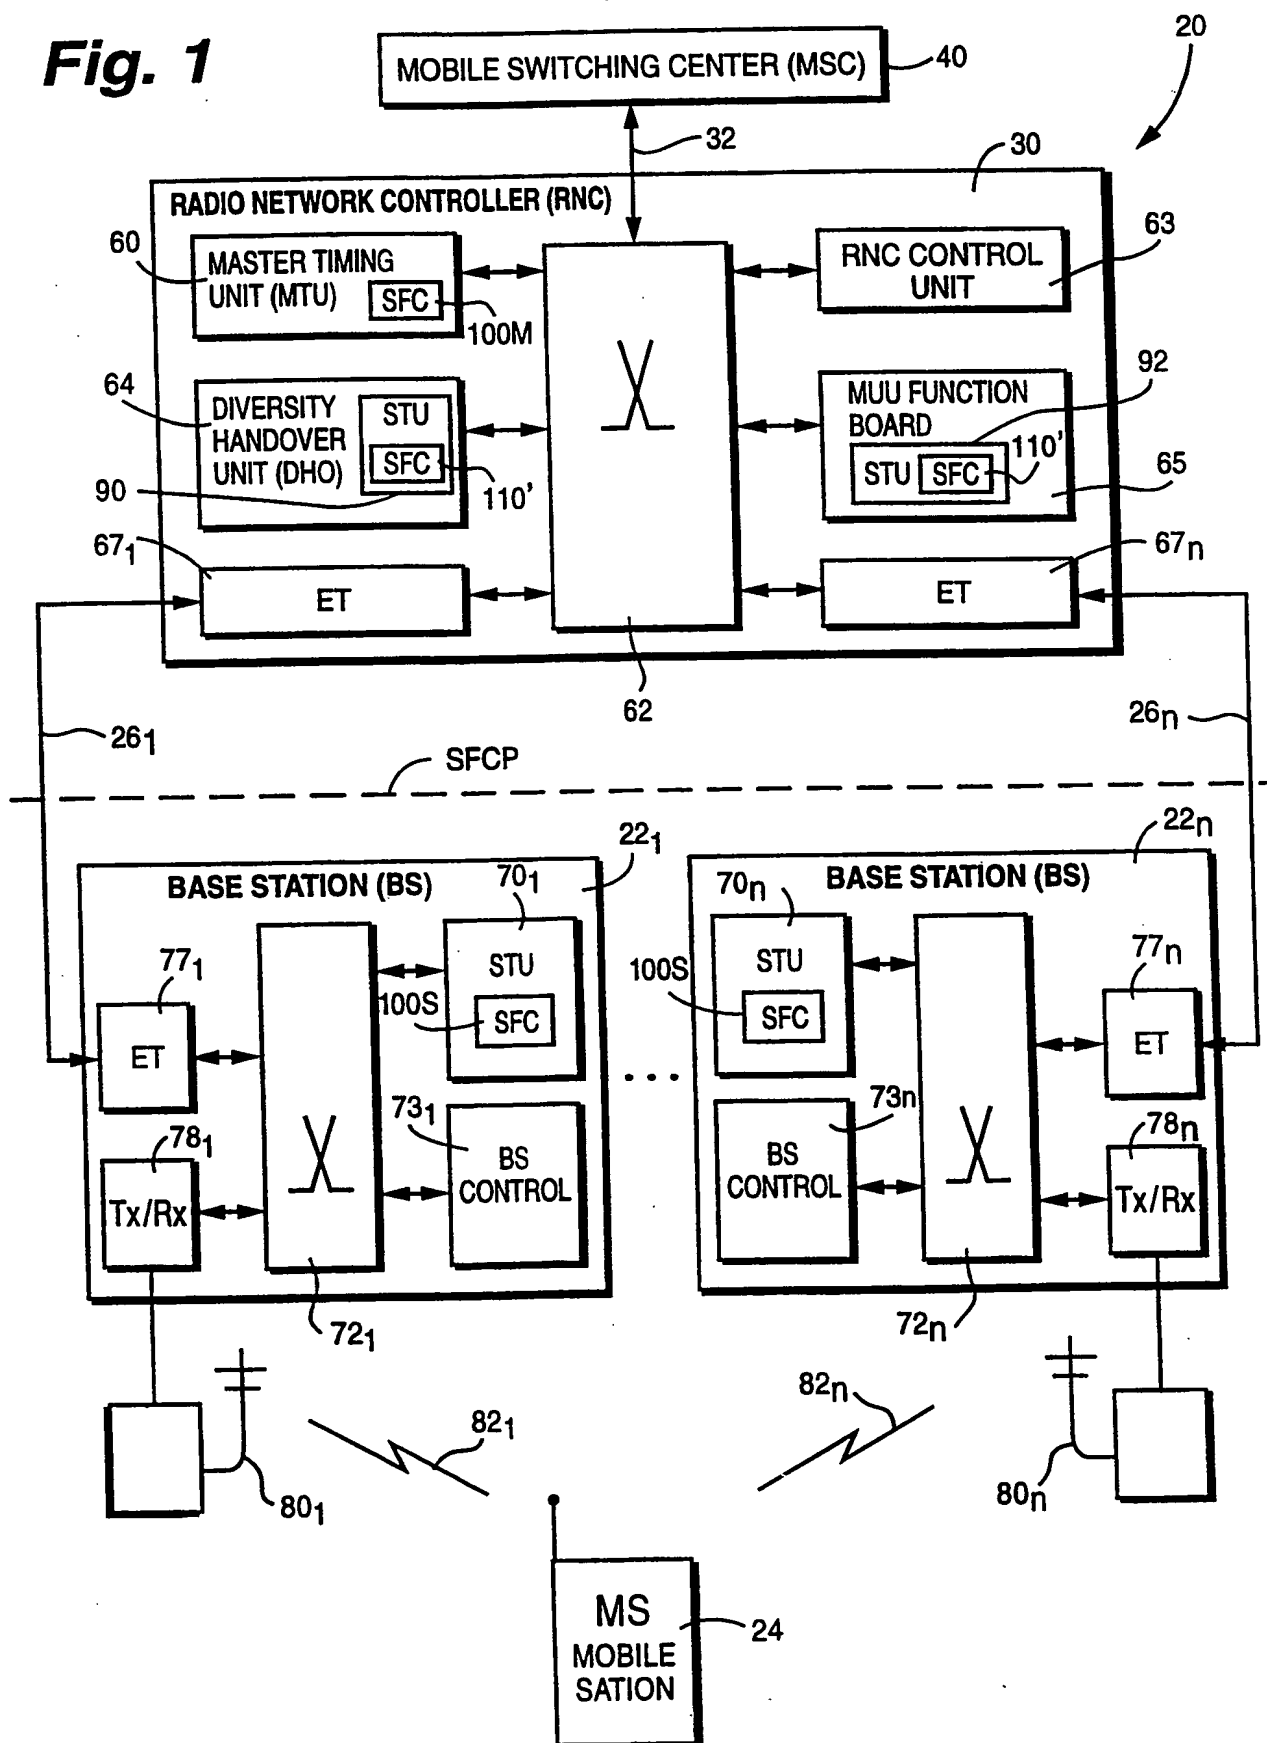 Fig. 1
MOBILE SWITCHING CENTER (MSC)
40
20
32
30
RADIO NETWORK CONTROLLER (RNC)
60
MASTER TIMING
UNIT (MTU)
SFC
100M
RNC CONTROL
UNIT
63
64
DIVERSITY
HANDOVER
UNIT (DHO)
STU
SFC
90
110'
92
MUU FUNCTION
BOARD
STU
SFC
110'
65
67₁
ET
67n
ET
62
26₁
26n
SFCP
22₁
BASE STATION (BS)
70₁
STU
100S
SFC
77₁
ET
73₁
BS
CONTROL
78₁
Tx/Rx
72₁
. . .
22n
BASE STATION (BS)
70n
STU
100S
SFC
77n
ET
73n
BS
CONTROL
78n
Tx/Rx
72n
82₁
82n
80₁
80n
MS
MOBILE
SATION
24